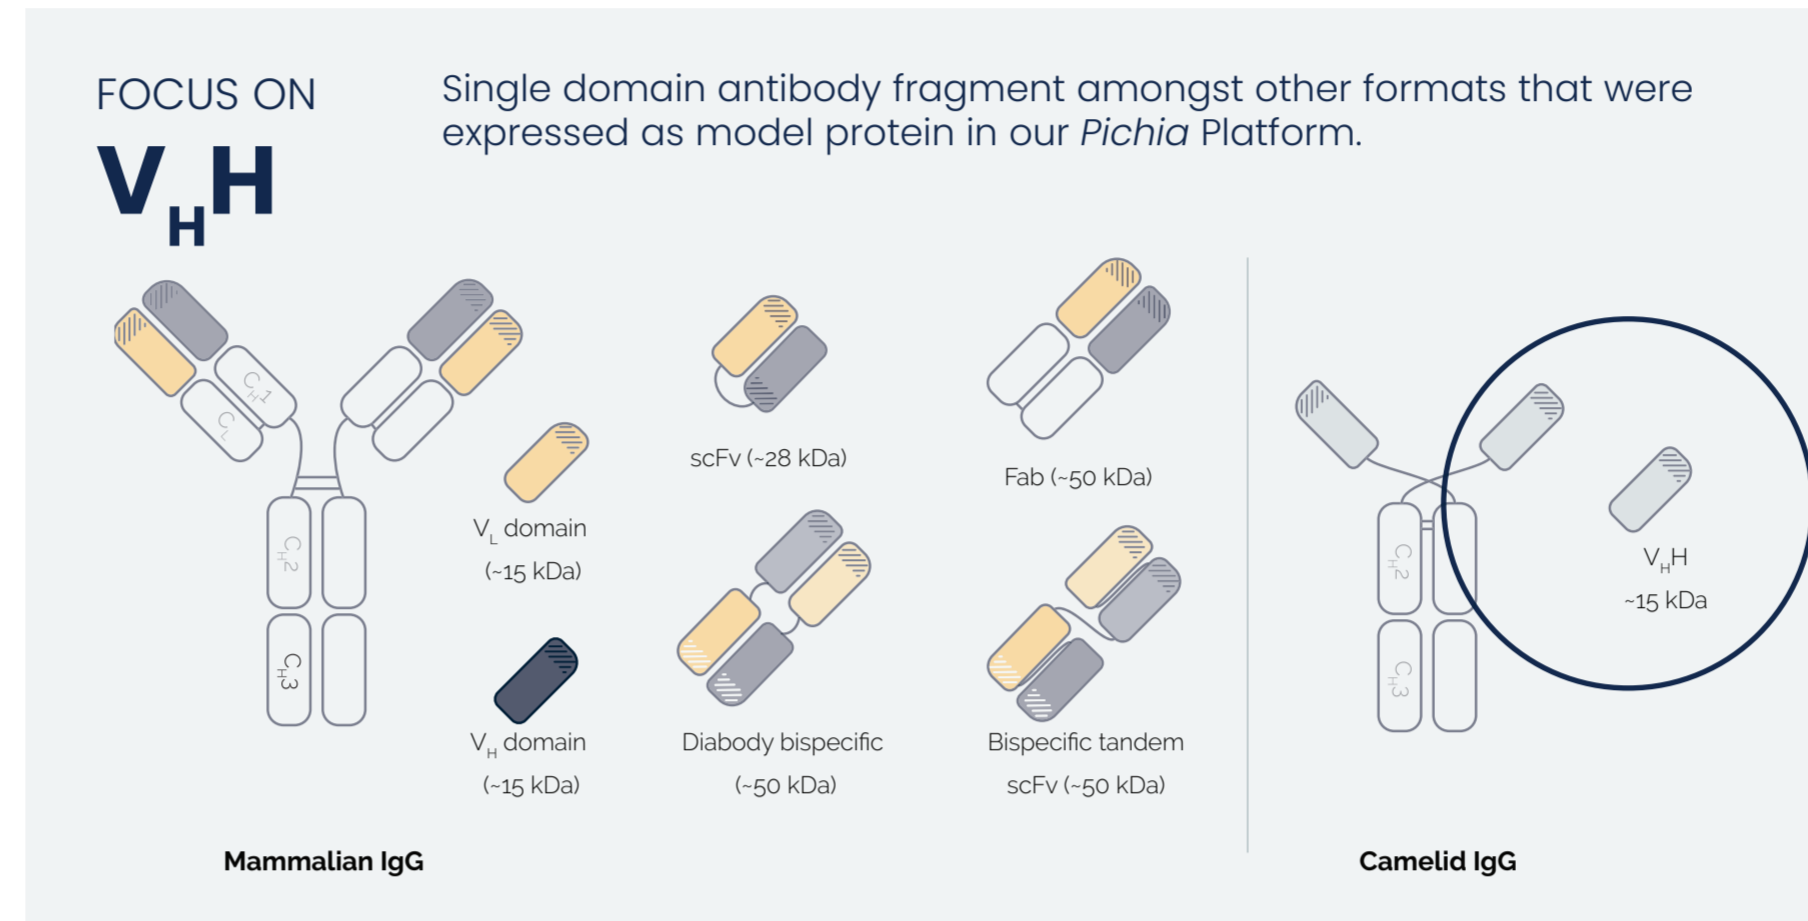 FOCUS ON
VHH
Single domain antibody fragment amongst other formats that were
expressed as model protein in our Pichia Platform.
CH1
CL
CH2
CH3
VL domain
(~15 kDa)
VH domain
(~15 kDa)
scFv (~28 kDa)
Fab (~50 kDa)
Diabody bispecific
(~50 kDa)
Bispecific tandem
scFv (~50 kDa)
Mammalian IgG
CH2
CH3
VHH
~15 kDa
Camelid IgG